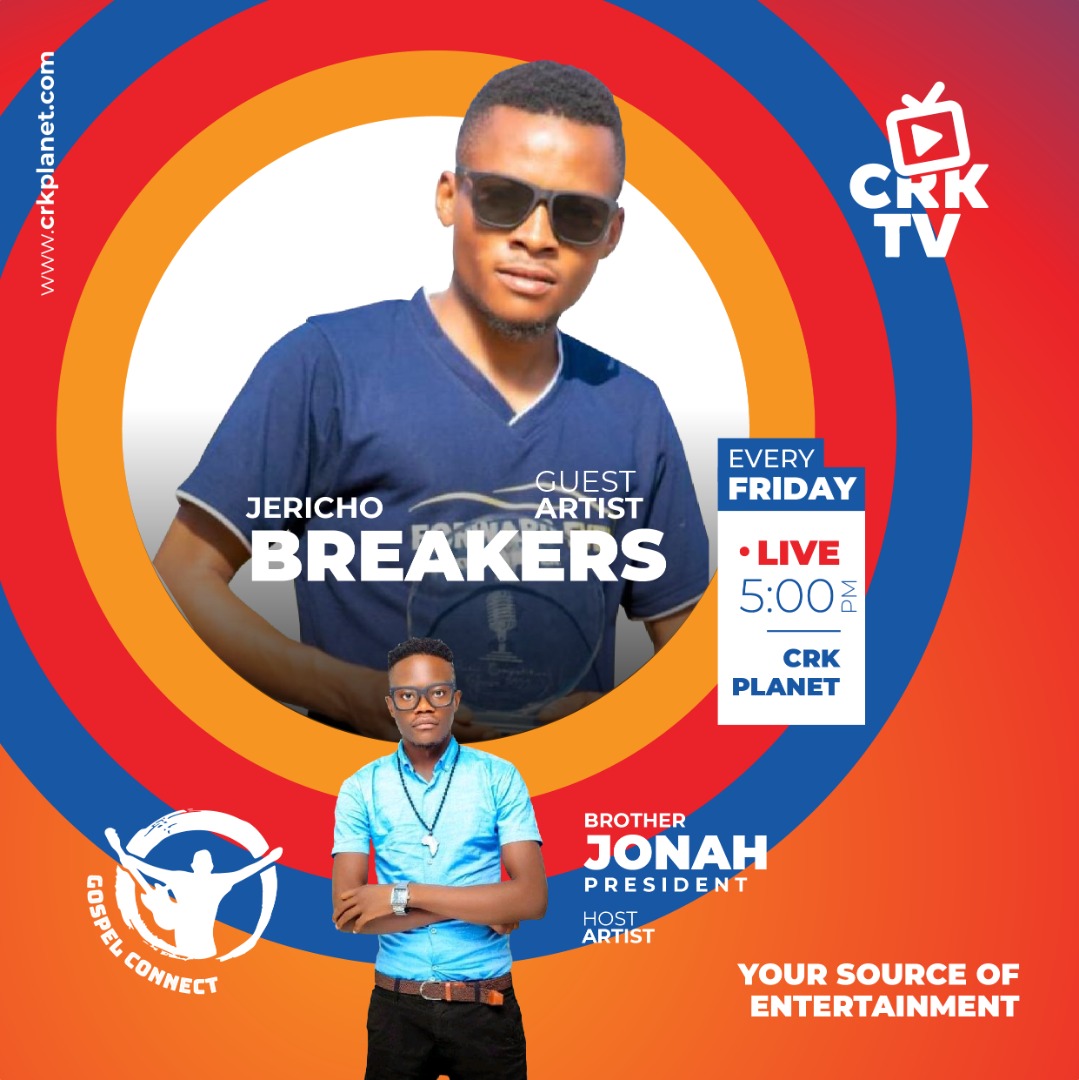 www.crkplanet.com
CRK
TV
GUEST
ARTIST
JERICHO
BREAKERS
EVERY
FRIDAY
• LIVE
5:00 PM
CRK
PLANET
BROTHER
JONAH
PRESIDENT
HOST
ARTIST
GOSPEL CONNECT
YOUR SOURCE OF
ENTERTAINMENT